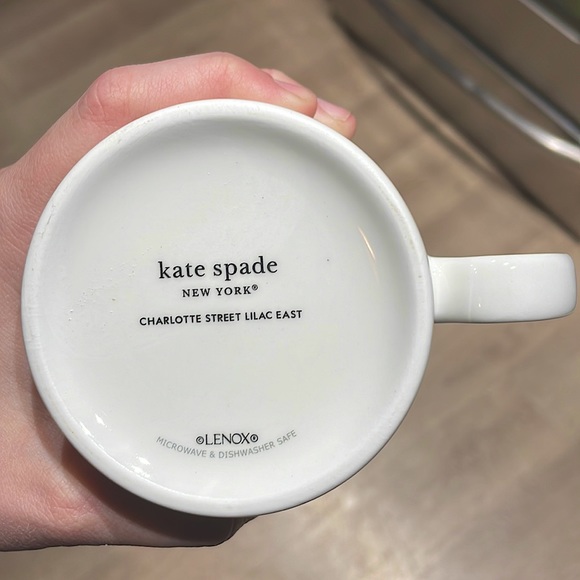 kate spade
NEW YORK®
CHARLOTTE STREET LILAC EAST
©LENOX®
MICROWAVE & DISHWASHER SAFE